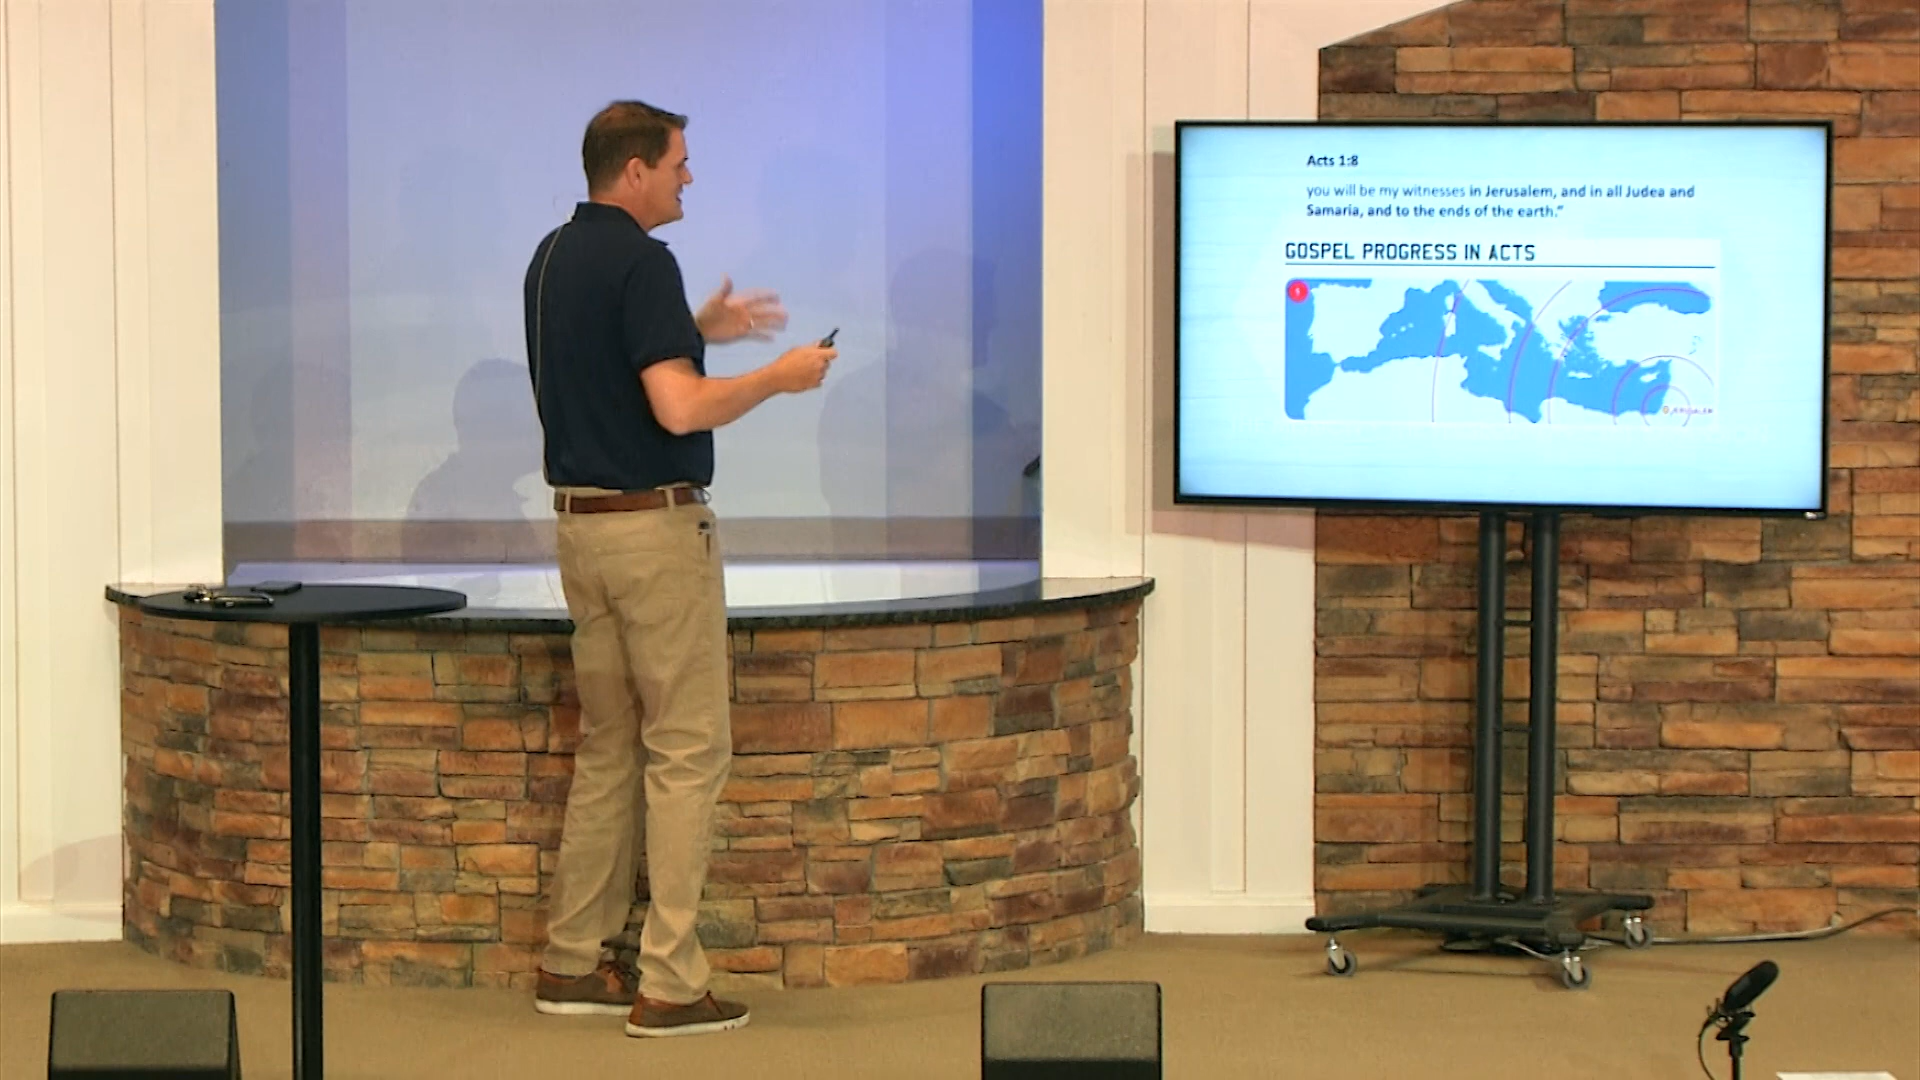 Acts 1:8
you will be my witnesses in Jerusalem, and in all Judea and
Samaria, and to the ends of the earth.”
GOSPEL PROGRESS IN ACTS
JERUSALEM